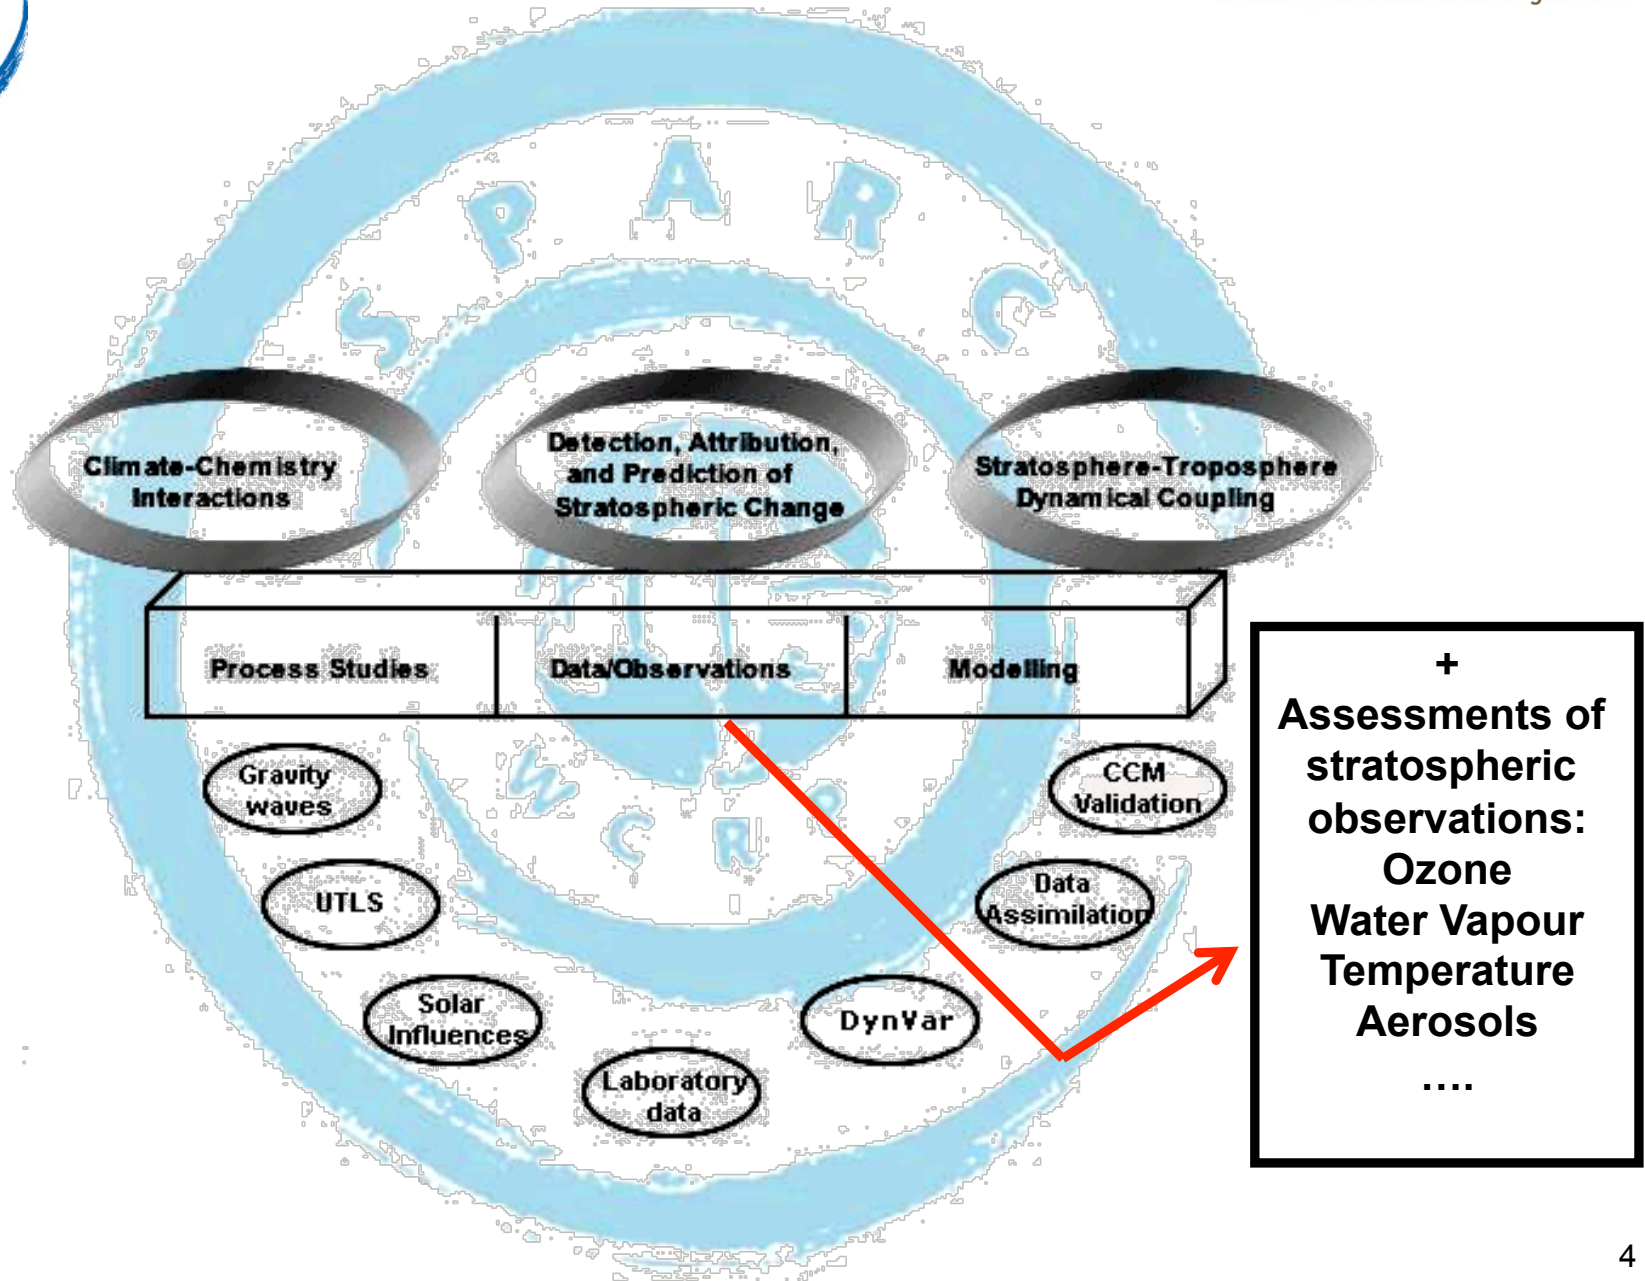 S P A R C
Climate-Chemistry
Interactions
Detection, Attribution,
and Prediction of
Stratospheric Change
Stratosphere-Troposphere
Dynamical Coupling
Process Studies
Data/Observations
Modelling
Gravity
waves
UTLS
Solar
Influences
Laboratory
data
DynVar
Data
Assimilation
CCM
Validation
W C R P
+
Assessments of
stratospheric
observations:
Ozone
Water Vapour
Temperature
Aerosols
....
4